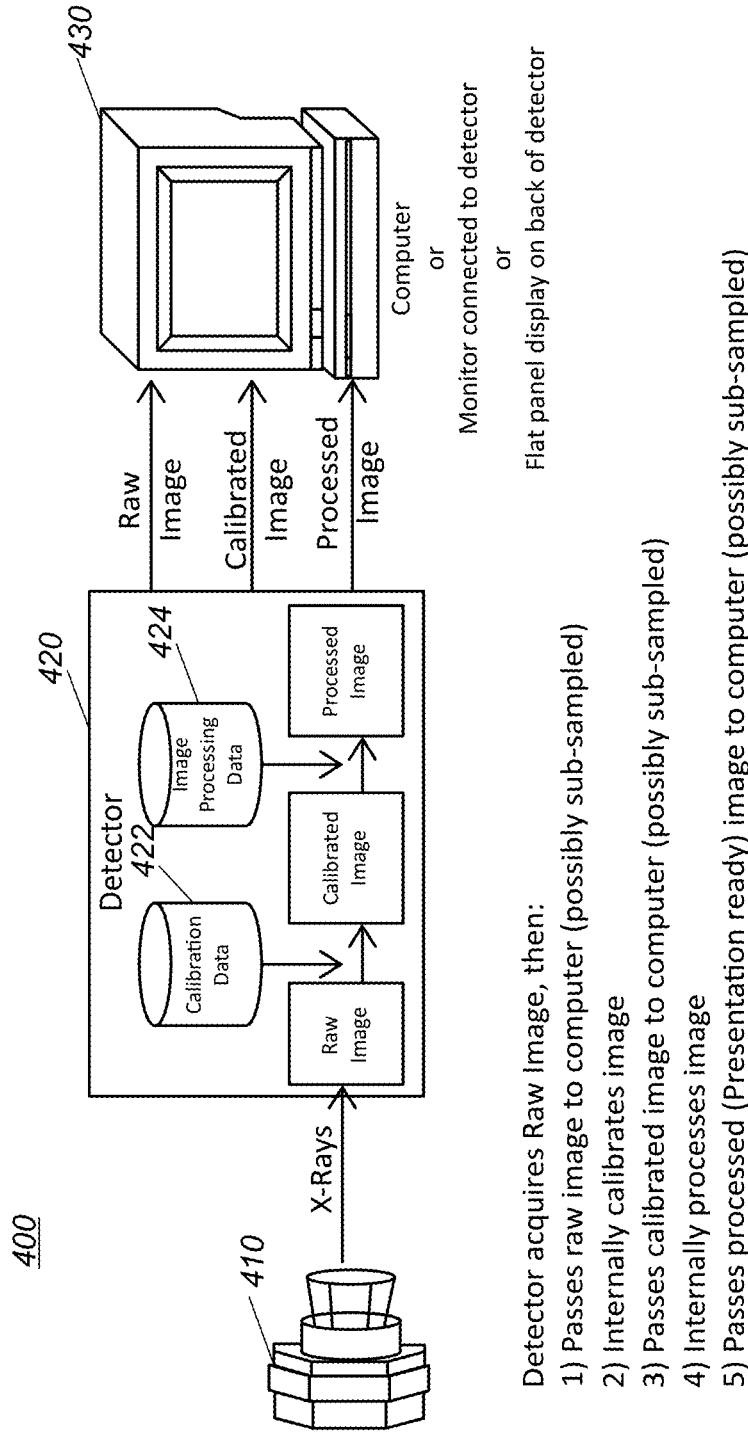 400
410
X-Rays
420
Detector
422
424
Calibration
Data
Image
Processing
Data
Raw
Image
Calibrated
Image
Processed
Image
Raw
Image
Calibrated
Image
Processed
Image
430
Computer
or
Monitor connected to detector
or
Flat panel display on back of detector
Detector acquires Raw Image, then:
1) Passes raw image to computer (possibly sub-sampled)
2) Internally calibrates image
3) Passes calibrated image to computer (possibly sub-sampled)
4) Internally processes image
5) Passes processed (Presentation ready) image to computer (possibly sub-sampled)